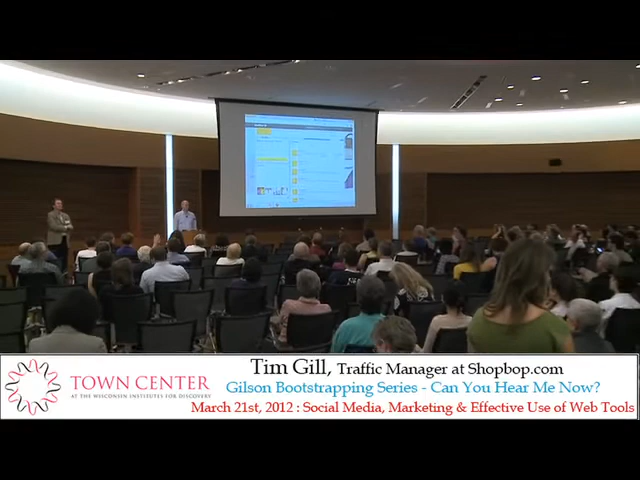 Tim Gill, Traffic Manager at Shopbop.com
TOWN CENTER
AT THE WISCONSIN INSTITUTES FOR DISCOVERY
Gilson Bootstrapping Series - Can You Hear Me Now?
March 21st, 2012 : Social Media, Marketing & Effective Use of Web Tools